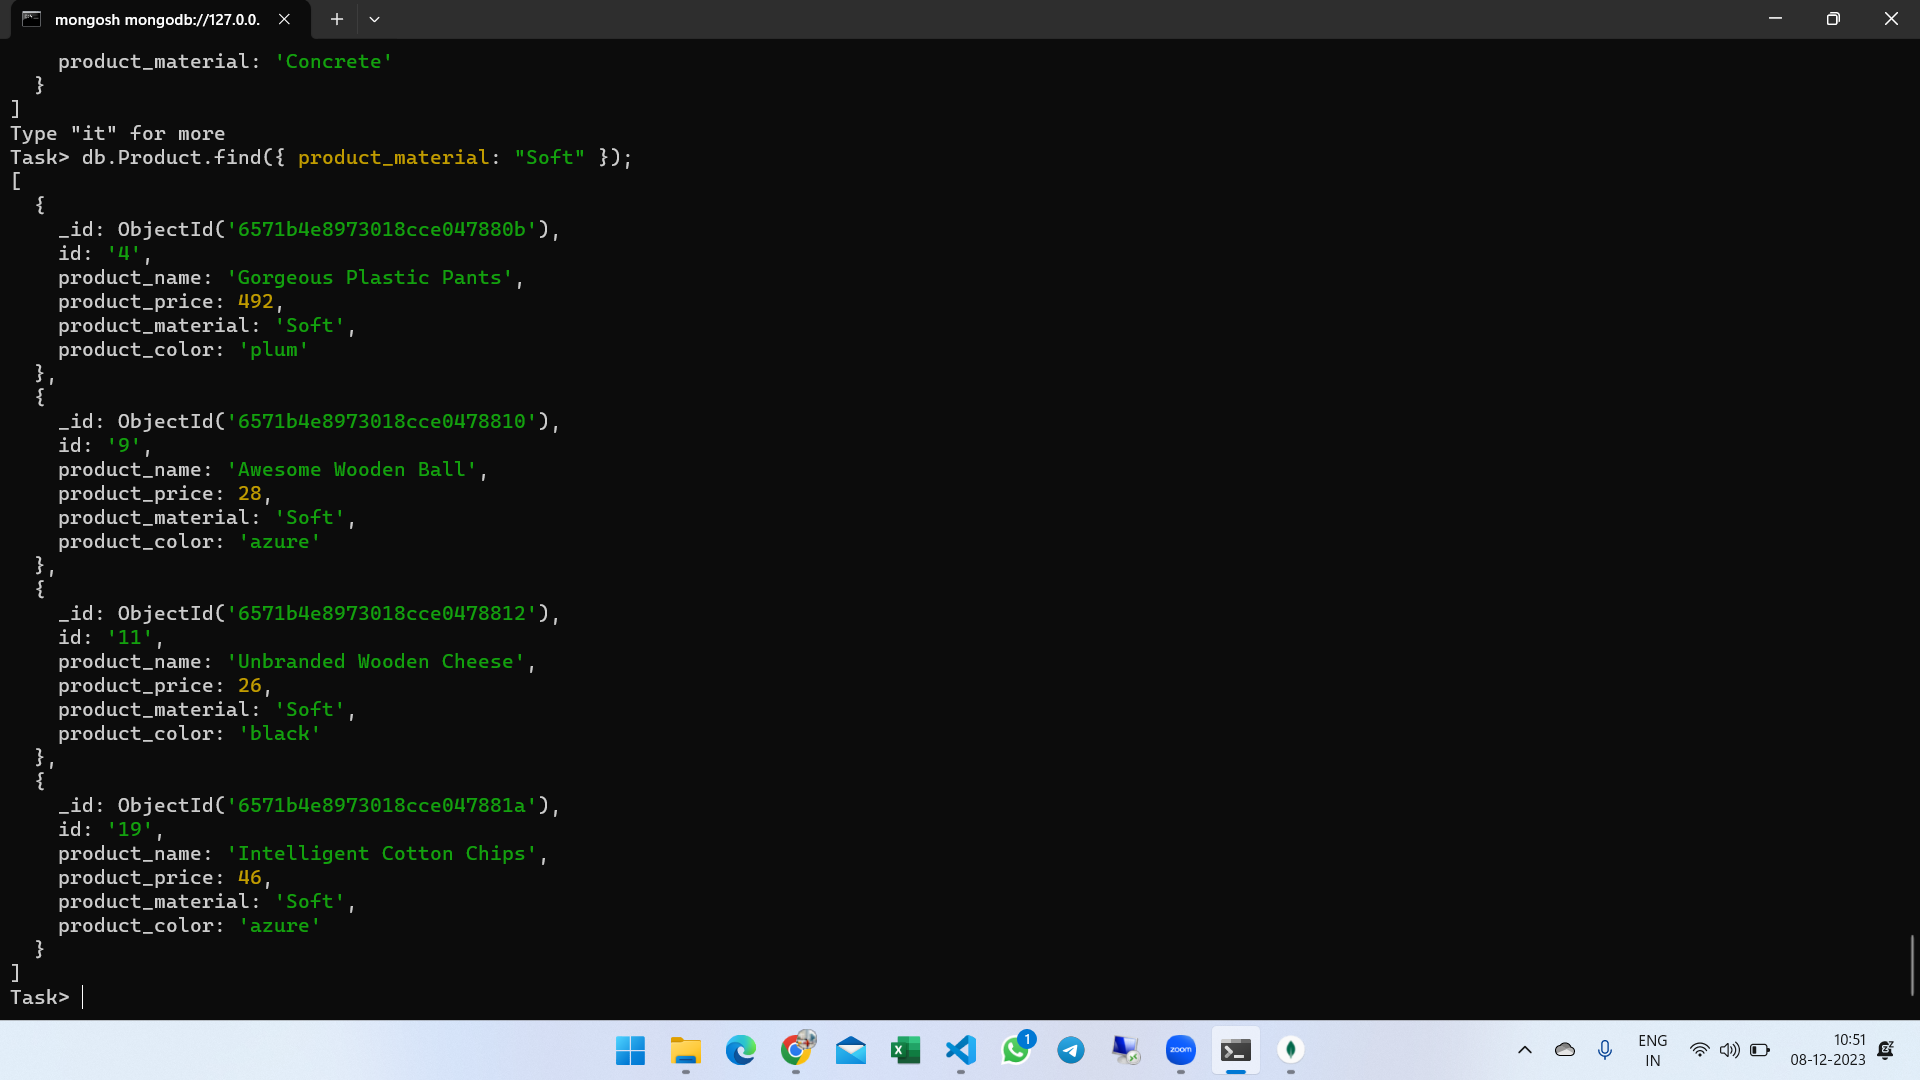 mongosh mongodb://127.0.0.
product_material: 'Concrete'
}
]
Type "it" for more
Task> db.Product.find({ product_material: "Soft" });
[
{
_id: ObjectId('6571b4e8973018cce047880b'),
id: '4',
product_name: 'Gorgeous Plastic Pants',
product_price: 492,
product_material: 'Soft',
product_color: 'plum'
},
{
_id: ObjectId('6571b4e8973018cce0478810'),
id: '9',
product_name: 'Awesome Wooden Ball',
product_price: 28,
product_material: 'Soft',
product_color: 'azure'
},
{
_id: ObjectId('6571b4e8973018cce0478812'),
id: '11',
product_name: 'Unbranded Wooden Cheese',
product_price: 26,
product_material: 'Soft',
product_color: 'black'
},
{
_id: ObjectId('6571b4e8973018cce047881a'),
id: '19',
product_name: 'Intelligent Cotton Chips',
product_price: 46,
product_material: 'Soft',
product_color: 'azure'
}
]
Task>
1
zoom
ENG
IN
10:51
08-12-2023